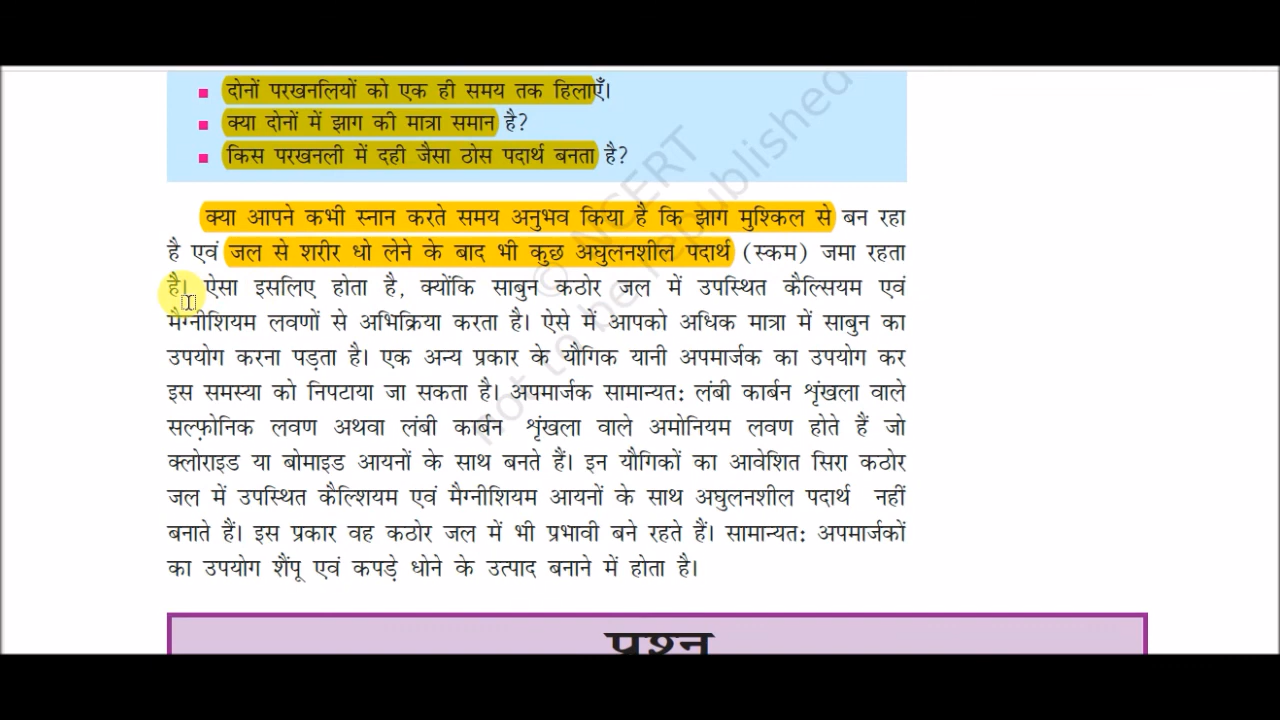 दोनों परखनलियों को एक ही समय तक हिलाएँ।
क्या दोनों में झाग की मात्रा समान है?
किस परखनली में दही जैसा ठोस पदार्थ बनता है?
क्या आपने कभी स्नान करते समय अनुभव किया है कि झाग मुश्किल से बन रहा
है एवं जल से शरीर धो लेने के बाद भी कुछ अघुलनशील पदार्थ (स्कम) जमा रहता
है। ऐसा इसलिए होता है, क्योंकि साबुन कठोर जल में उपस्थित कैल्सियम एवं
मैग्नीशियम लवणों से अभिक्रिया करता है। ऐसे में आपको अधिक मात्रा में साबुन का
उपयोग करना पड़ता है। एक अन्य प्रकार के यौगिक यानी अपमार्जक का उपयोग कर
इस समस्या को निपटाया जा सकता है। अपमार्जक सामान्यत: लंबी कार्बन शृंखला वाले
सल्फ़ोनिक लवण अथवा लंबी कार्बन शृंखला वाले अमोनियम लवण होते हैं जो
क्लोराइड या बोमाइड आयनों के साथ बनते हैं। इन यौगिकों का आवेशित सिरा कठोर
जल में उपस्थित कैल्शियम एवं मैग्नीशियम आयनों के साथ अघुलनशील पदार्थ नहीं
बनाते हैं। इस प्रकार वह कठोर जल में भी प्रभावी बने रहते हैं। सामान्यत: अपमार्जकों
का उपयोग शैंपू एवं कपड़े धोने के उत्पाद बनाने में होता है।
प्रश्न
© NCERT
not to be republished